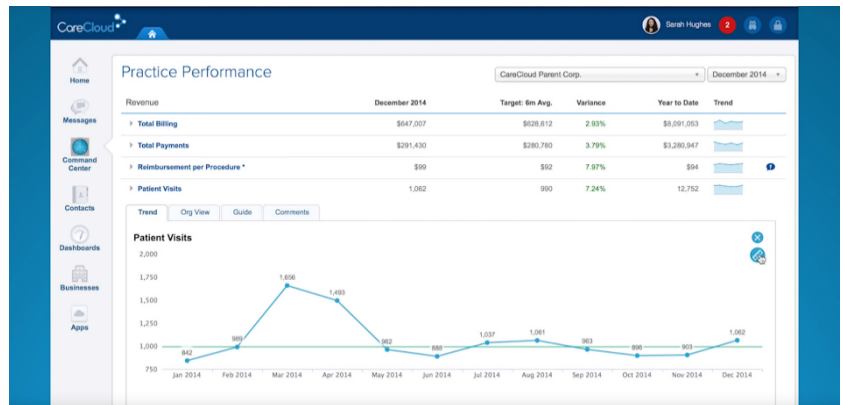 CareCloud
Sarah Hughes 2
Home
Messages
Command
Center
Contacts
Dashboards
Businesses
Apps
Practice Performance
CareCloud Parent Corp.
December 2014
Revenue December 2014 Target: 6m Avg. Variance Year to Date Trend
Total Billing $647,007 $628,612 2.93% $8,091,053
Total Payments $291,430 $280,780 3.79% $3,280,947
Reimbursement per Procedure * $99 $92 7.97% $94
Patient Visits 1,062 990 7.24% 12,752
Trend Org View Guide Comments
Patient Visits
2,000
1,750
1,500
1,250
1,000
750
842 989 1,656 1,493 982 1,037 1,061 963 898 903 1,062
Jan 2014 Feb 2014 Mar 2014 Apr 2014 May 2014 Jun 2014 Jul 2014 Aug 2014 Sep 2014 Oct 2014 Nov 2014 Dec 2014